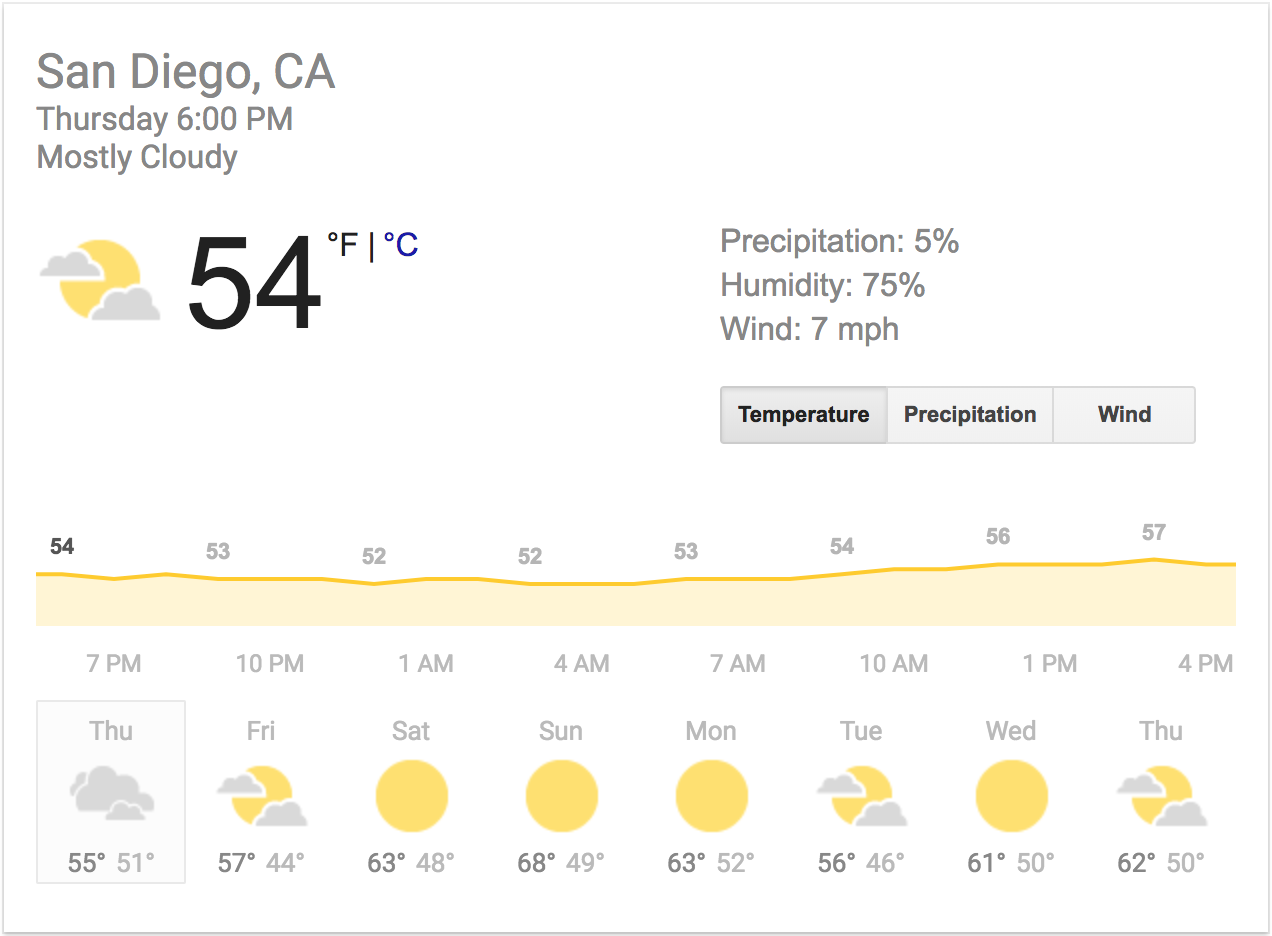 San Diego, CA
Thursday 6:00 PM
Mostly Cloudy
54 °F | °C
Precipitation: 5%
Humidity: 75%
Wind: 7 mph
Temperature Precipitation Wind
54 53 52 52 53 54 56 57
7 PM 10 PM 1 AM 4 AM 7 AM 10 AM 1 PM 4 PM
Thu Fri Sat Sun Mon Tue Wed Thu
55° 51° 57° 44° 63° 48° 68° 49° 63° 52° 56° 46° 61° 50° 62° 50°